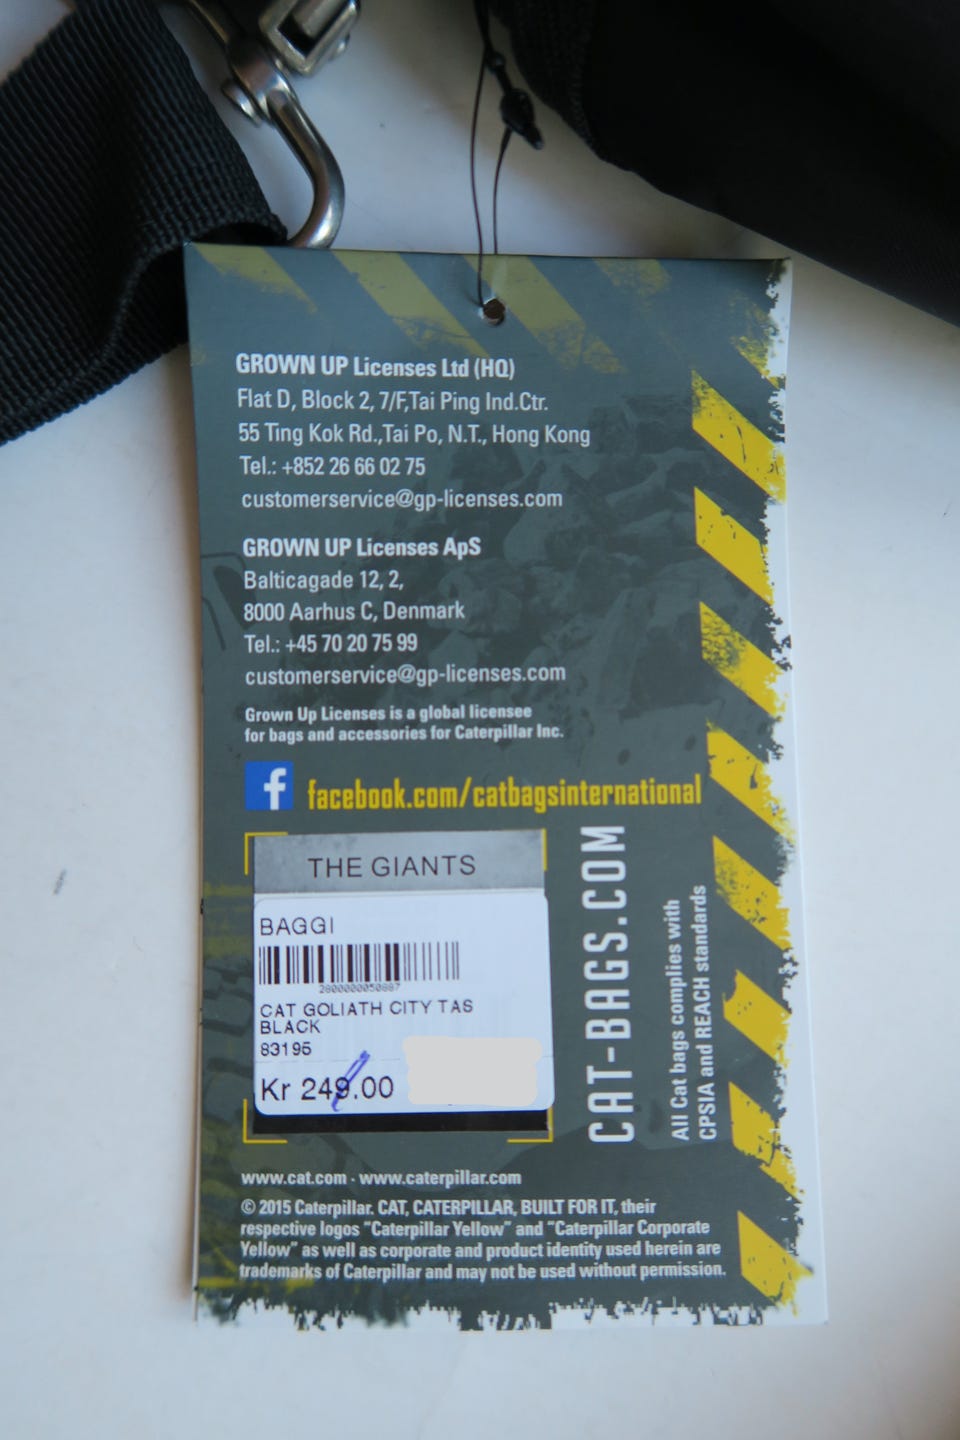 GROWN UP Licenses Ltd (HQ)
Flat D, Block 2, 7/F,Tai Ping Ind.Ctr.
55 Ting Kok Rd.,Tai Po, N.T., Hong Kong
Tel.: +852 26 66 02 75
customerservice@gp-licenses.com
GROWN UP Licenses ApS
Balticagade 12, 2,
8000 Aarhus C, Denmark
Tel.: +45 70 20 75 99
customerservice@gp-licenses.com
Grown Up Licenses is a global licensee
for bags and accessories for Caterpillar Inc.
f facebook.com/catbagsinternational
THE GIANTS
BAGGI
CAT GOLIATH CITY TAS
BLACK
83195
Kr 249.00
CAT-BAGS.COM
All Cat bags complies with
CPSIA and REACH standards
www.cat.com · www.caterpillar.com
© 2015 Caterpillar. CAT, CATERPILLAR, BUILT FOR IT, their
respective logos "Caterpillar Yellow" and "Caterpillar Corporate
Yellow" as well as corporate and product identity used herein are
trademarks of Caterpillar and may not be used without permission.